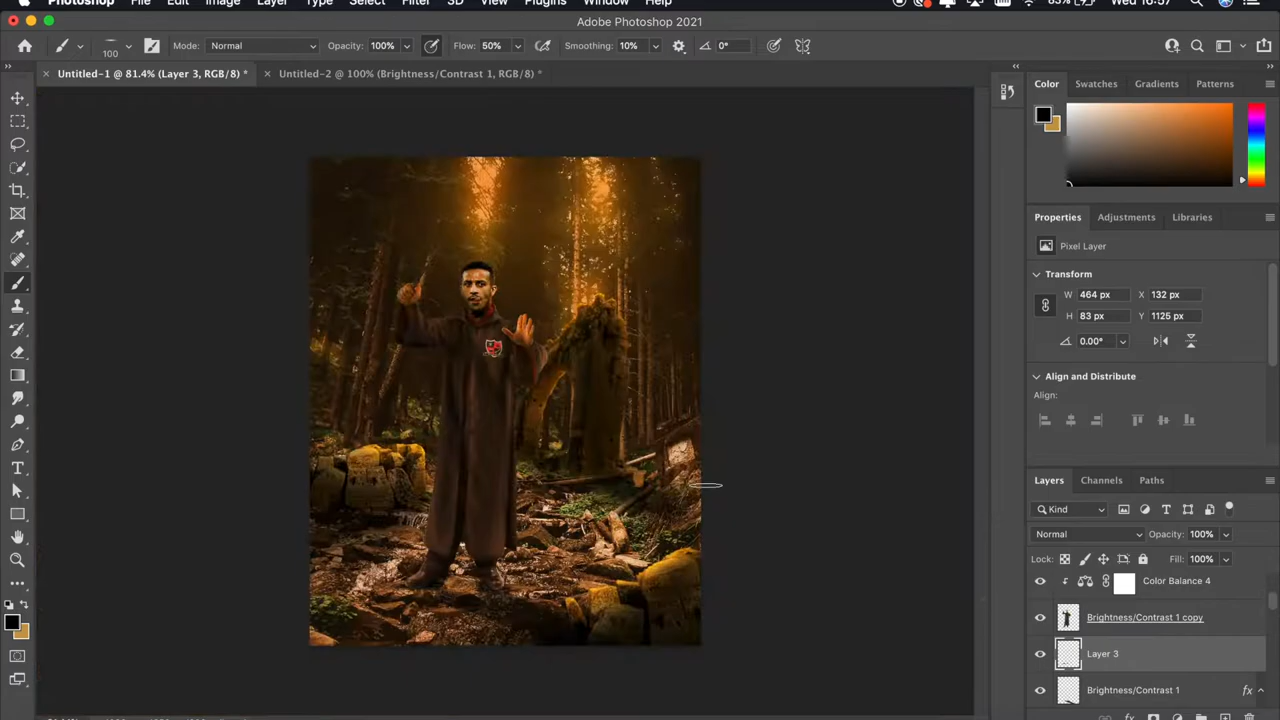 Photoshop File Edit Image Layer Type Select Filter 3D View Plugins Window Help 83% Wed 16:57
Adobe Photoshop 2021
100 Mode: Normal Opacity: 100% Flow: 50% Smoothing: 10% 0°
Untitled-1 @ 81.4% (Layer 3, RGB/8) * Untitled-2 @ 100% (Brightness/Contrast 1, RGB/8) *
Color Swatches Gradients Patterns
Properties Adjustments Libraries
Pixel Layer
Transform
W 464 px X 132 px
H 83 px Y 1125 px
0.00°
Align and Distribute
Align:
Layers Channels Paths
Kind
Normal Opacity: 100%
Lock: Fill: 100%
Color Balance 4
Brightness/Contrast 1 copy
Layer 3
Brightness/Contrast 1 fx